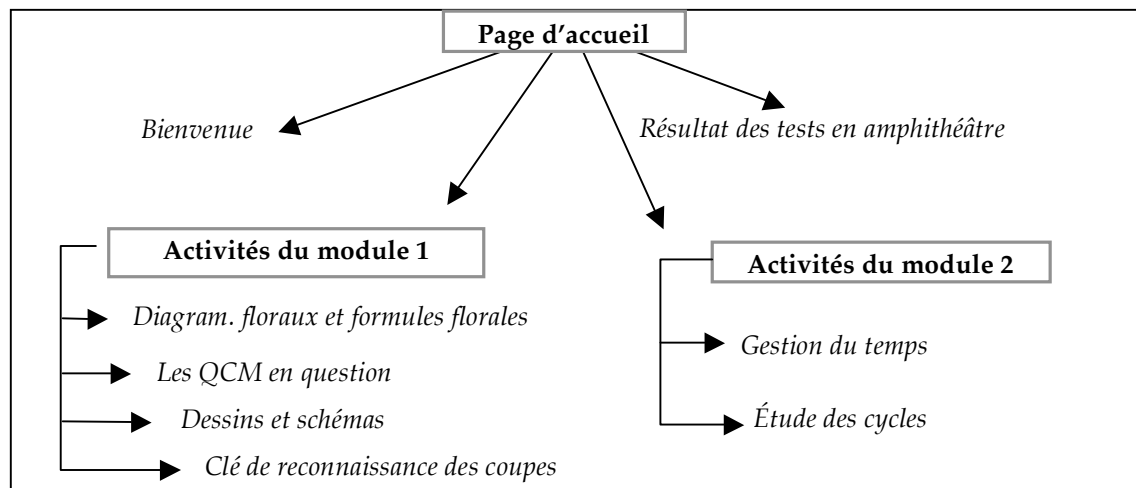 Page d'accueil
Bienvenue
Résultat des tests en amphithéâtre
Activités du module 1
Activités du module 2
Diagram. floraux et formules florales
Les QCM en question
Dessins et schémas
Clé de reconnaissance des coupes
Gestion du temps
Étude des cycles